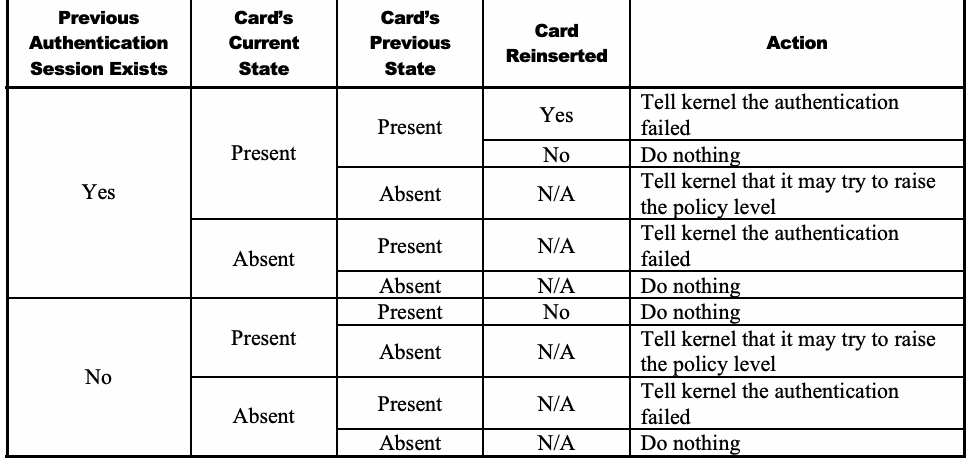 Previous
Authentication
Session Exists
Card's
Current
State
Card's
Previous
State
Card
Reinserted
Action
Yes
Present
Present
Yes
Tell kernel the authentication
failed
No
Do nothing
Absent
N/A
Tell kernel that it may try to raise
the policy level
Absent
Present
N/A
Tell kernel the authentication
failed
Absent
N/A
Do nothing
No
Present
Present
No
Do nothing
Absent
N/A
Tell kernel that it may try to raise
the policy level
Absent
Present
N/A
Tell kernel the authentication
failed
Absent
N/A
Do nothing